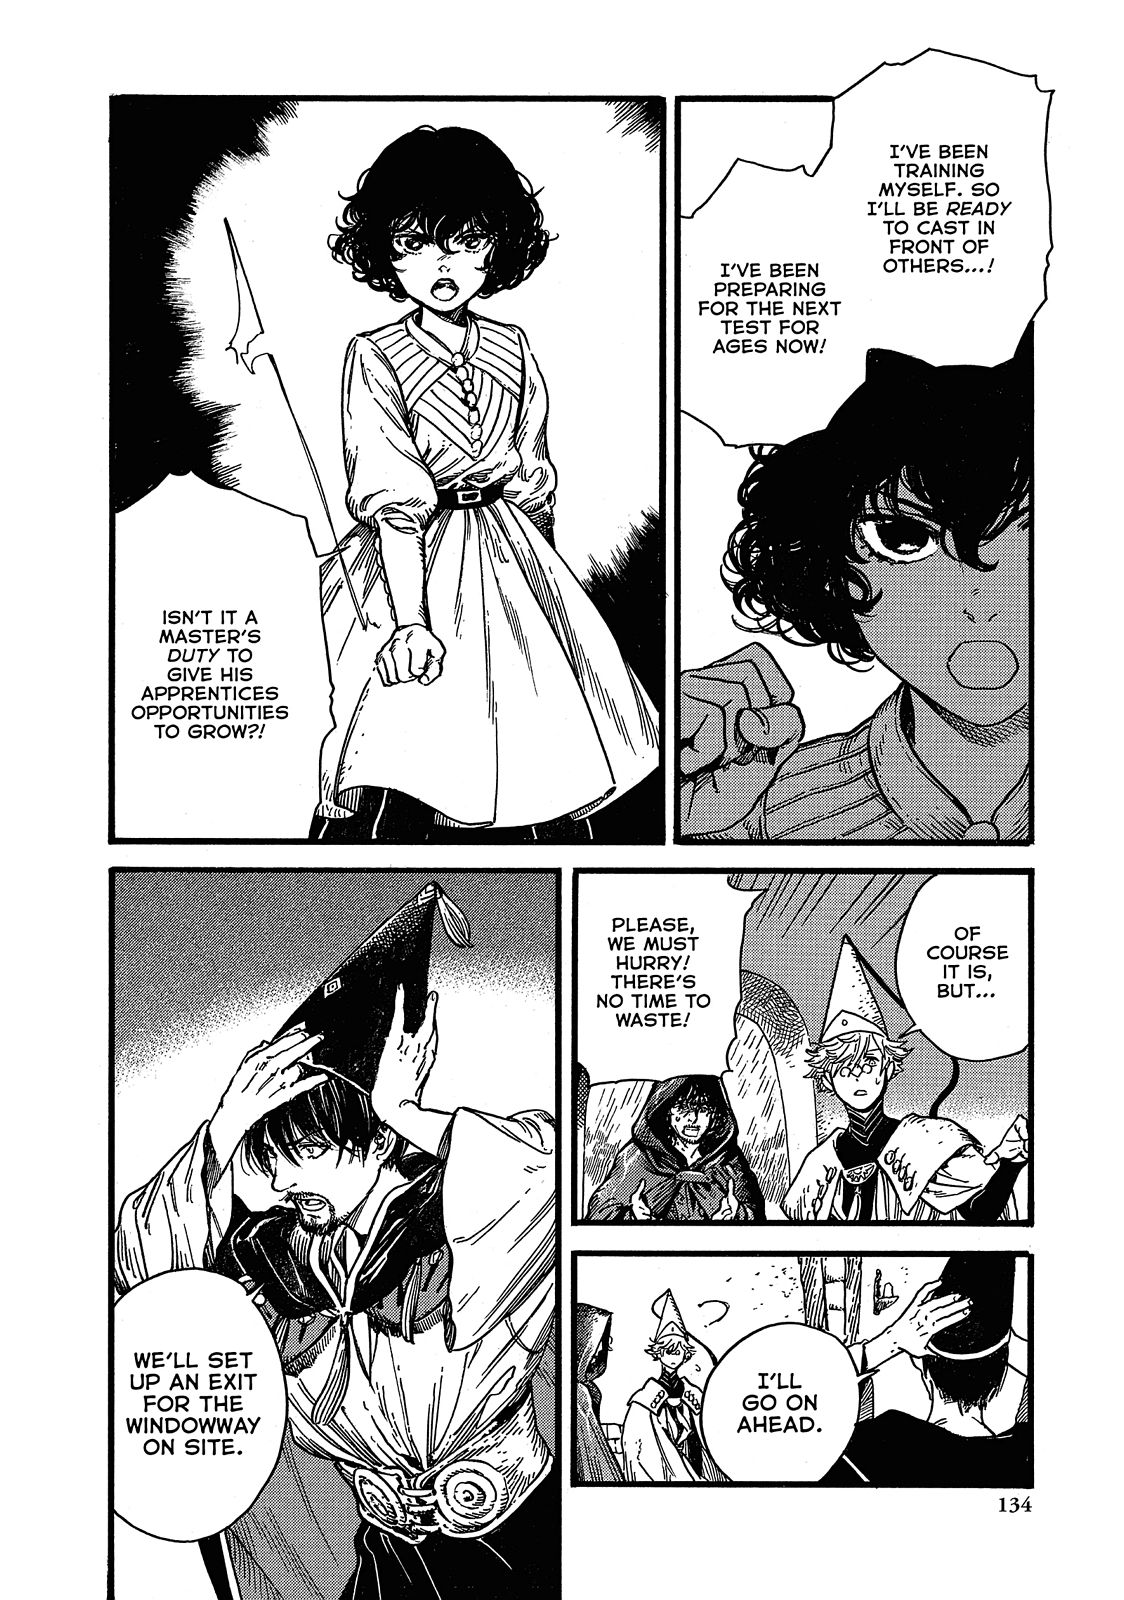 I'VE BEEN
TRAINING
MYSELF. SO
I'LL BE READY
TO CAST IN
FRONT OF
OTHERS...!
I'VE BEEN
PREPARING
FOR THE NEXT
TEST FOR
AGES NOW!
ISN'T IT A
MASTER'S
DUTY TO
GIVE HIS
APPRENTICES
OPPORTUNITIES
TO GROW?!
OF
COURSE
IT IS,
BUT...
PLEASE,
WE MUST
HURRY!
THERE'S
NO TIME TO
WASTE!
I'LL
GO ON
AHEAD.
WE'LL SET
UP AN EXIT
FOR THE
WINDOWWAY
ON SITE.
134